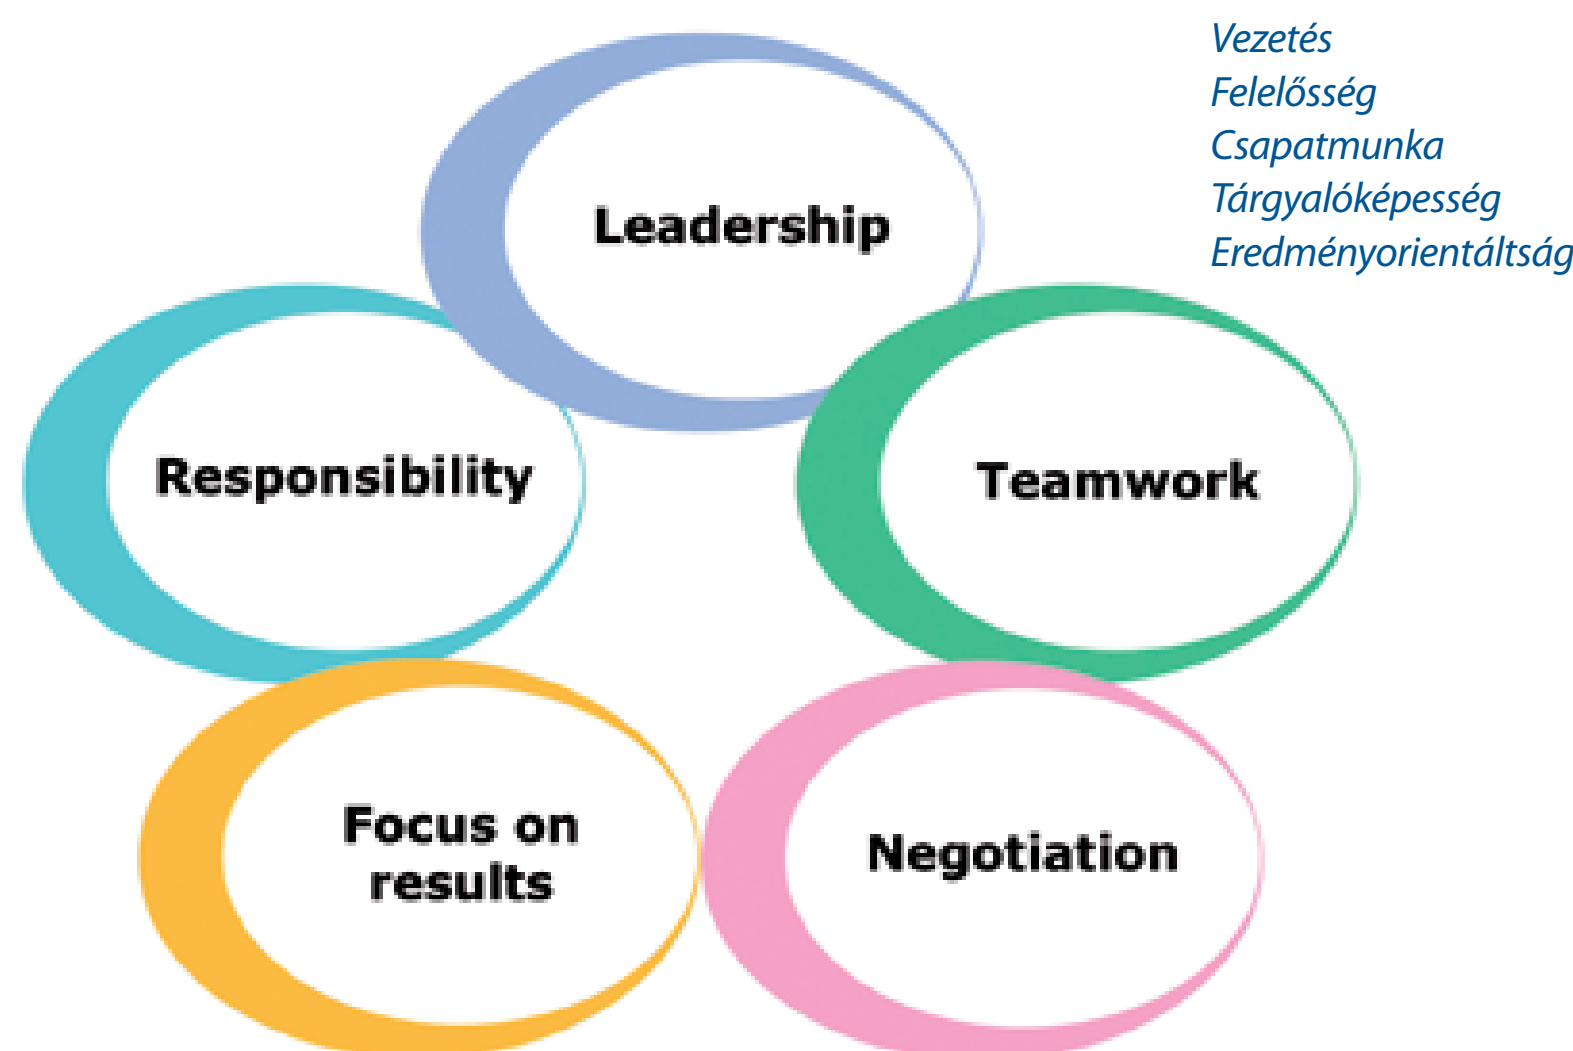 Vezetés
Felelősség
Csapatmunka
Tárgyalóképesség
Eredményorientáltság
Leadership
Responsibility
Teamwork
Focus on
results
Negotiation